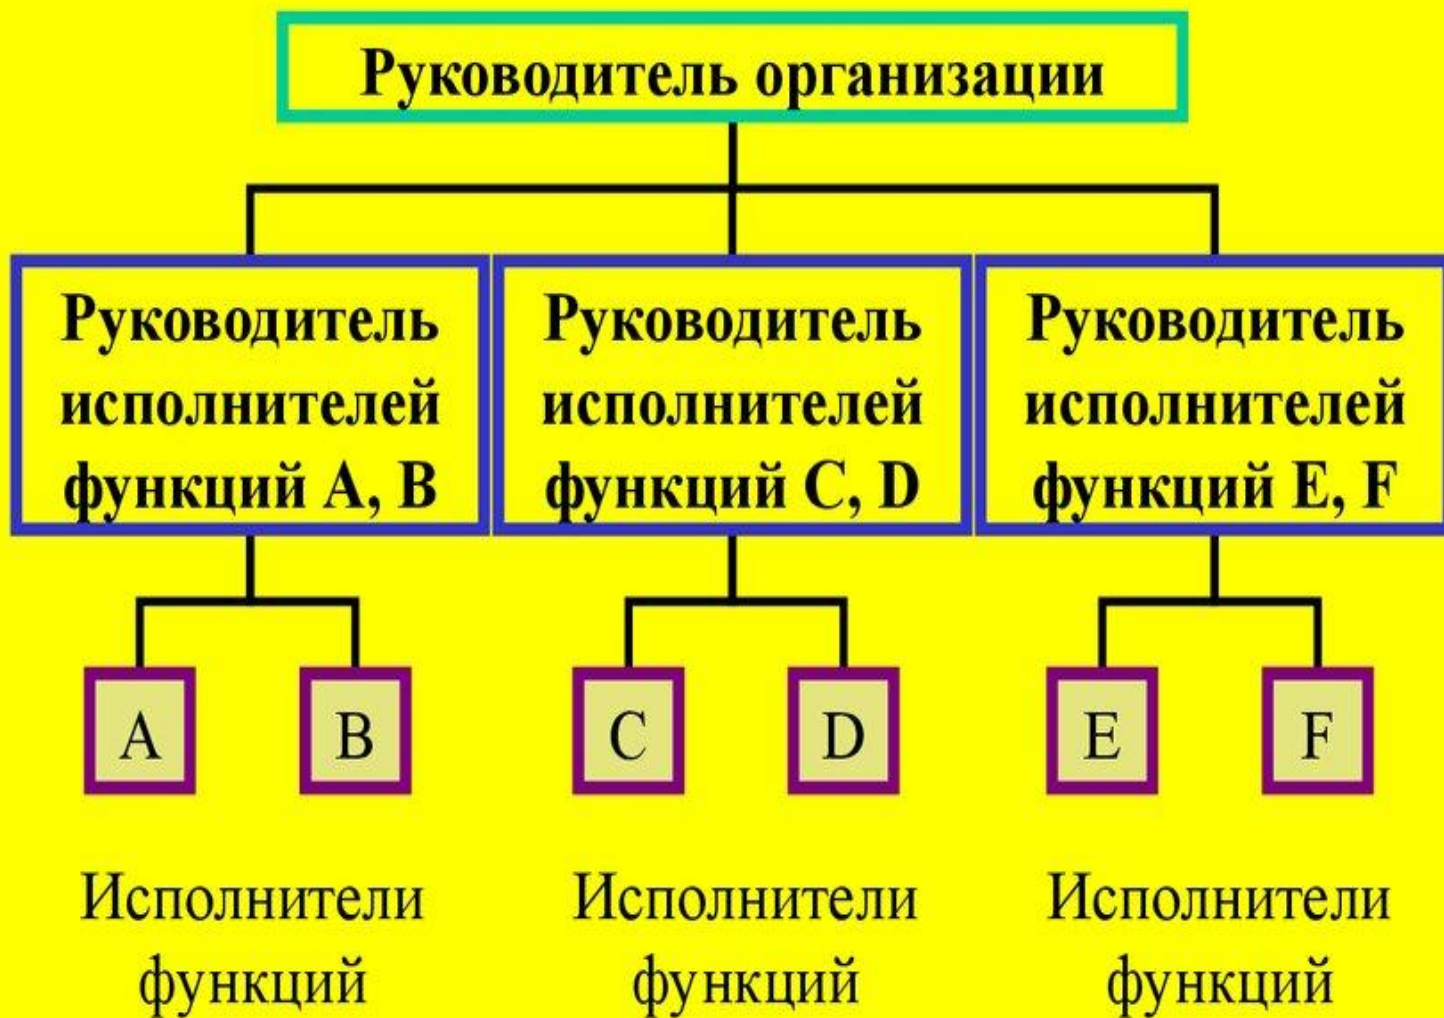 Руководитель организации
Руководитель
исполнителей
функций A, B
Руководитель
исполнителей
функций C, D
Руководитель
исполнителей
функций E, F
A
B
C
D
E
F
Исполнители
функций
Исполнители
функций
Исполнители
функций